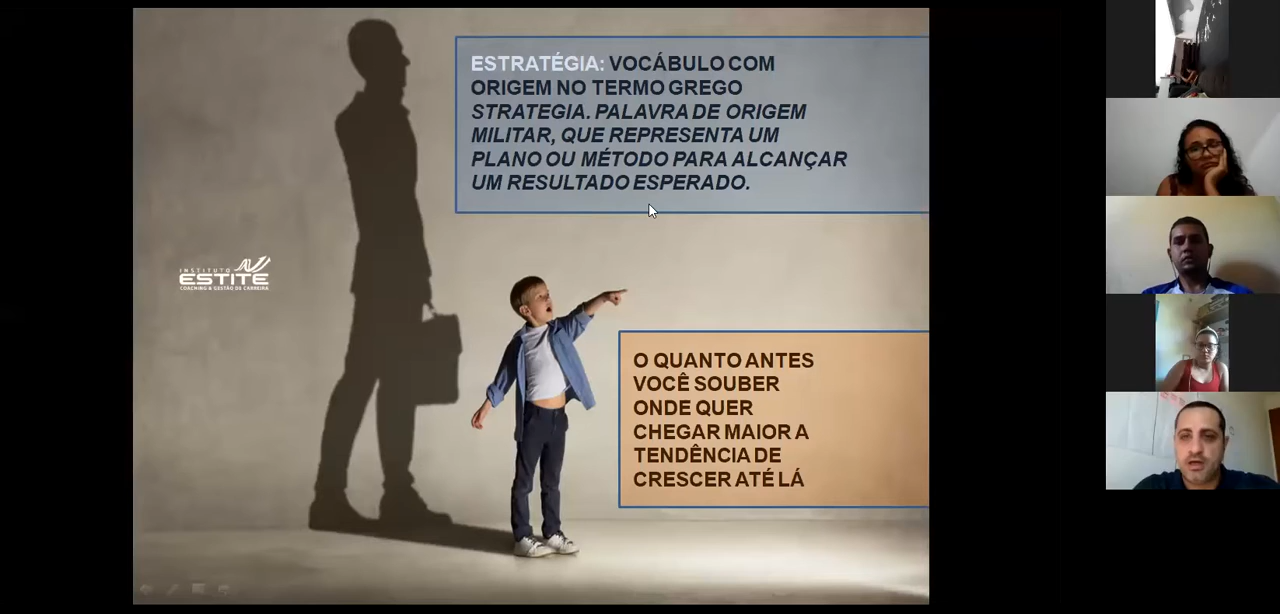 ESTRATÉGIA: VOCÁBULO COM
ORIGEM NO TERMO GREGO
STRATEGIA. PALAVRA DE ORIGEM
MILITAR, QUE REPRESENTA UM
PLANO OU MÉTODO PARA ALCANÇAR
UM RESULTADO ESPERADO.
INSTITUTO
ESTITE
COACHING & GESTÃO DE CARREIRA
O QUANTO ANTES
VOCÊ SOUBER
ONDE QUER
CHEGAR MAIOR A
TENDÊNCIA DE
CRESCER ATÉ LÁ